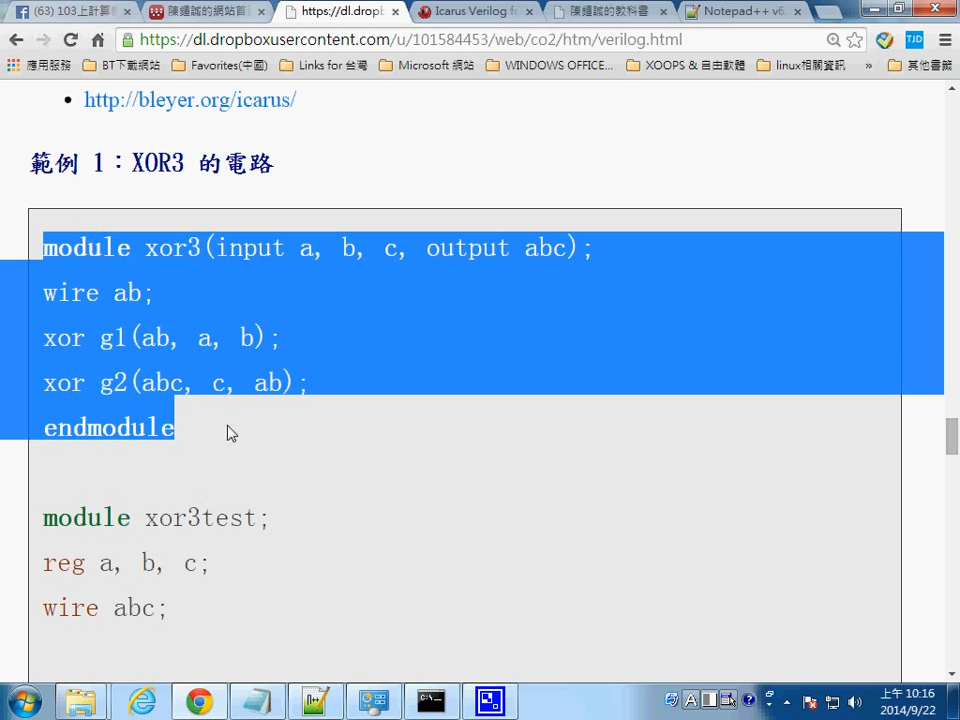 (63) 103上計算
陳鍾誠的網站首
https://dl.dropb
Icarus Verilog fo
陳鍾誠的教科書
Notepad++ v6.
https://dl.dropboxusercontent.com/u/101584453/web/co2/htm/verilog.html
TJD
應用服務
BT下載網站
Favorites(中國)
Links for 台灣
Microsoft 網站
WINDOWS OFFICE...
XOOPS & 自由軟體
linux相關資訊
»
其他書籤
http://bleyer.org/icarus/
範例 1：XOR3 的電路
module xor3(input a, b, c, output abc);
wire ab;
xor g1(ab, a, b);
xor g2(abc, c, ab);
endmodule
module xor3test;
reg a, b, c;
wire abc;
上午 10:16
2014/9/22